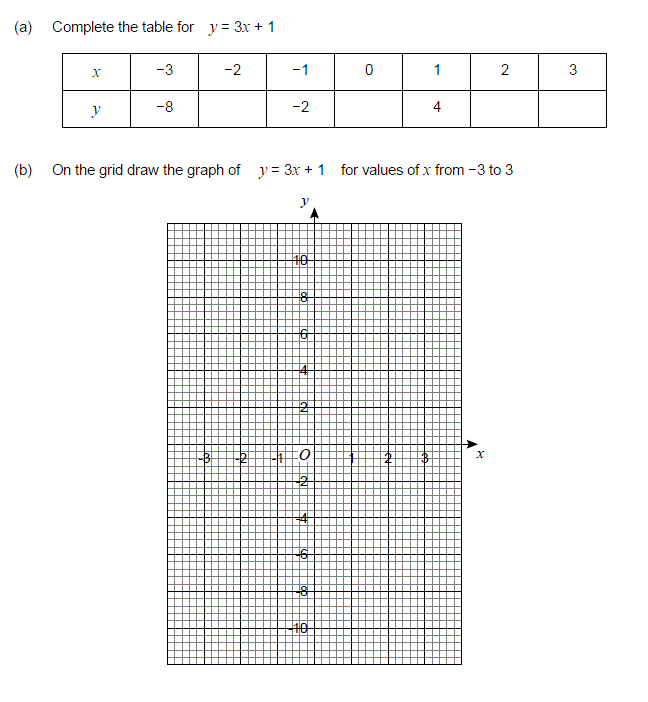 (a) Complete the table for y = 3x + 1
x −3 −2 −1 0 1 2 3
y −8 −2 4
(b) On the grid draw the graph of y = 3x + 1 for values of x from −3 to 3
y
10
8
6
4
2
-3 -2 -1 O 1 2 3 x
-2
-4
-6
-8
-10